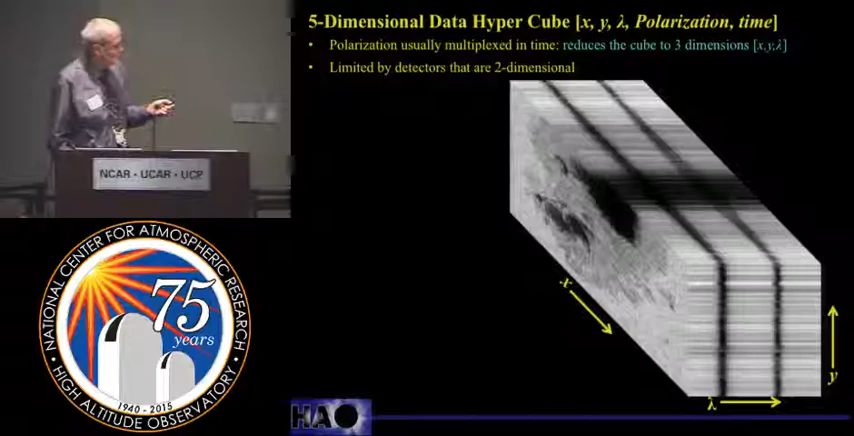 5-Dimensional Data Hyper Cube [x, y, λ, Polarization, time]
• Polarization usually multiplexed in time: reduces the cube to 3 dimensions [x,y,λ]
• Limited by detectors that are 2-dimensional
NCAR • UCAR • UCP
NATIONAL CENTER FOR ATMOSPHERIC RESEARCH
75
years
1940 - 2015
• HIGH ALTITUDE OBSERVATORY •
x
y
λ
HAO